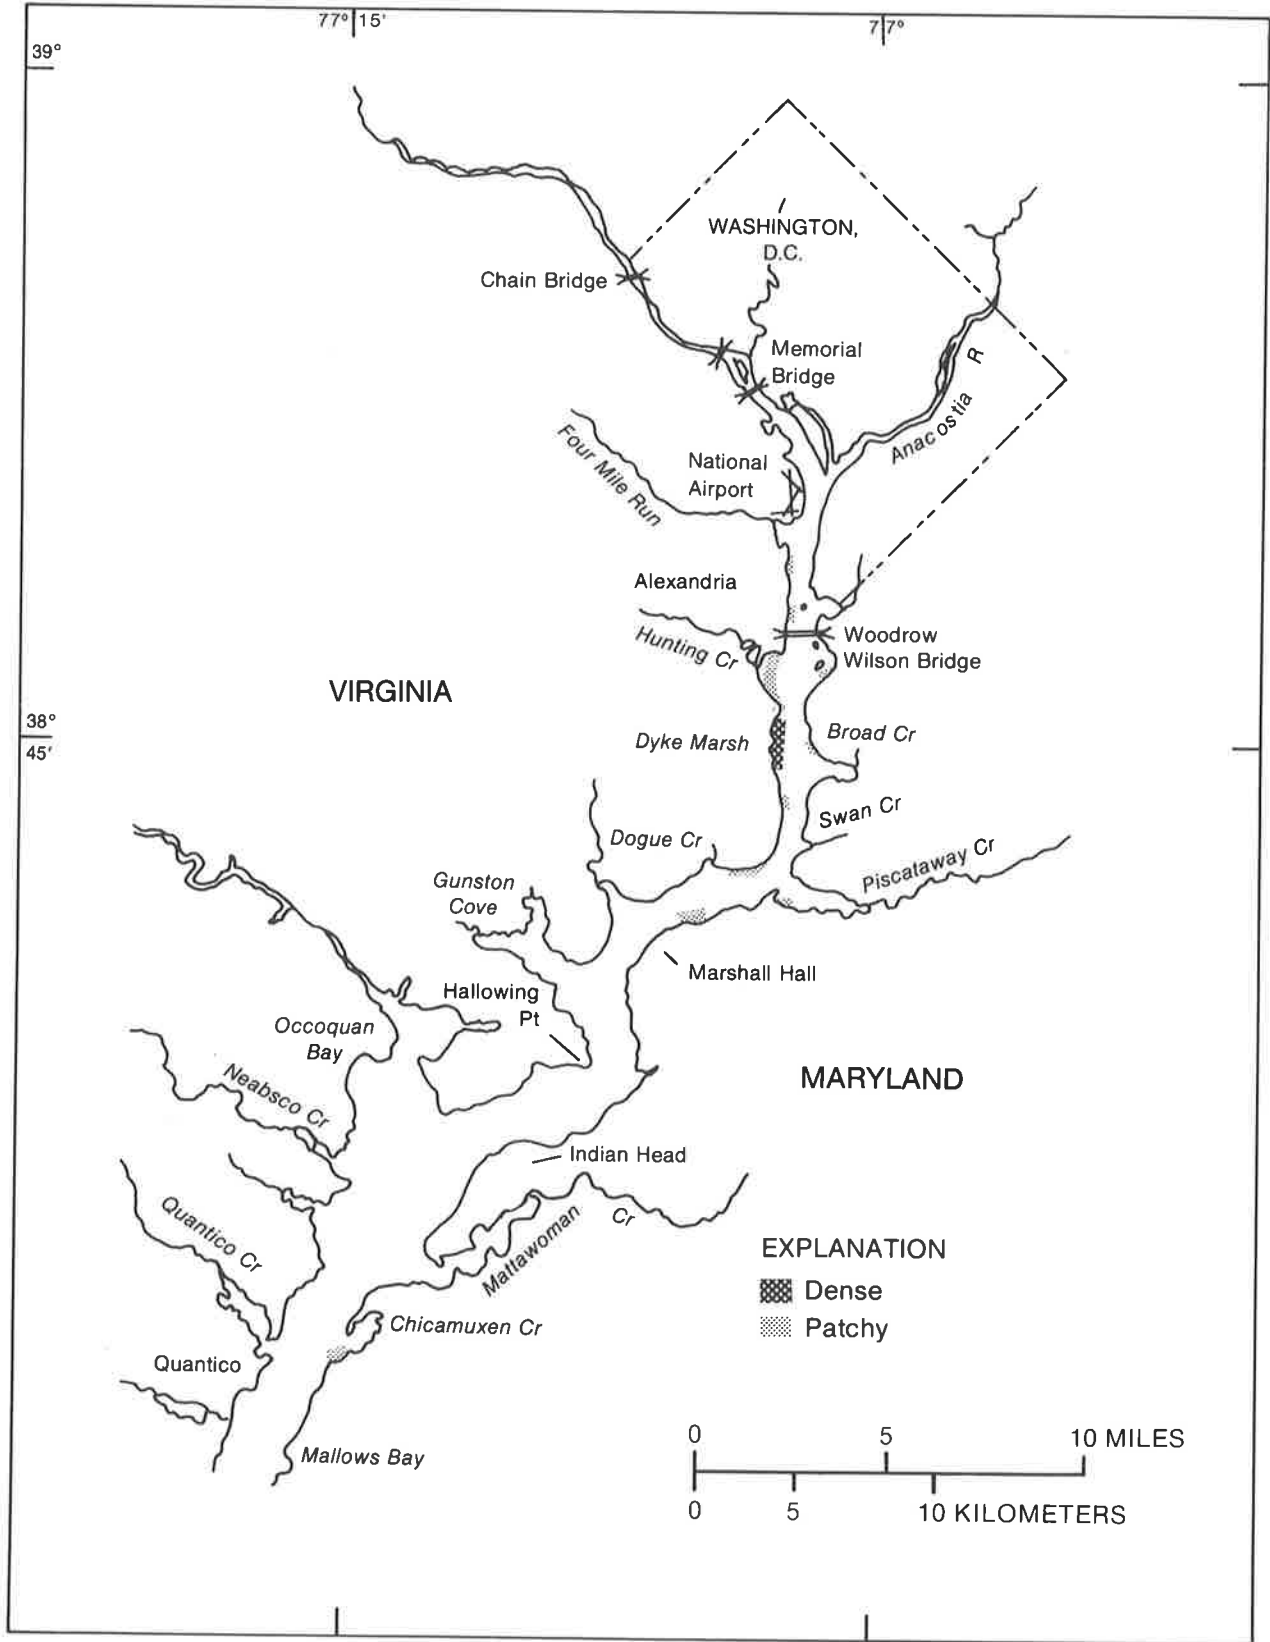 77° 15'
77°
39°
WASHINGTON,
D.C.
Chain Bridge
Memorial
Bridge
Anacostia R
Four Mile Run
National
Airport
Alexandria
Hunting Cr
Woodrow
Wilson Bridge
VIRGINIA
38°
45'
Dyke Marsh
Broad Cr
Swan Cr
Dogue Cr
Piscataway Cr
Gunston
Cove
Marshall Hall
Hallowing
Pt
Occoquan
Bay
Neabsco Cr
MARYLAND
Indian Head
Mattawoman Cr
Quantico Cr
EXPLANATION
Dense
Patchy
Chicamuxen Cr
Quantico
Mallows Bay
0 5 10 MILES
0 5 10 KILOMETERS